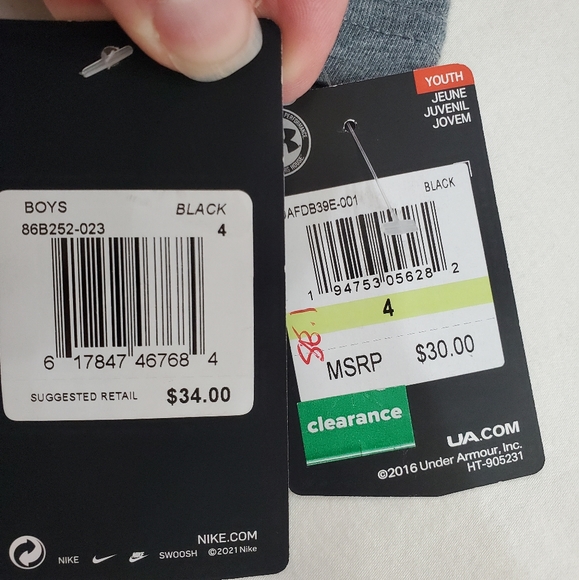 BOYS BLACK
86B252-023 4
6 17847 46768 4
SUGGESTED RETAIL $34.00
NIKE.COM
NIKE SWOOSH ©2021 Nike
YOUTH
JEUNE
JUVENIL
JOVEM
BLACK
1 94753 05628 2
4
MSRP $30.00
clearance
UA.COM
©2016 Under Armour, Inc.
HT-905231